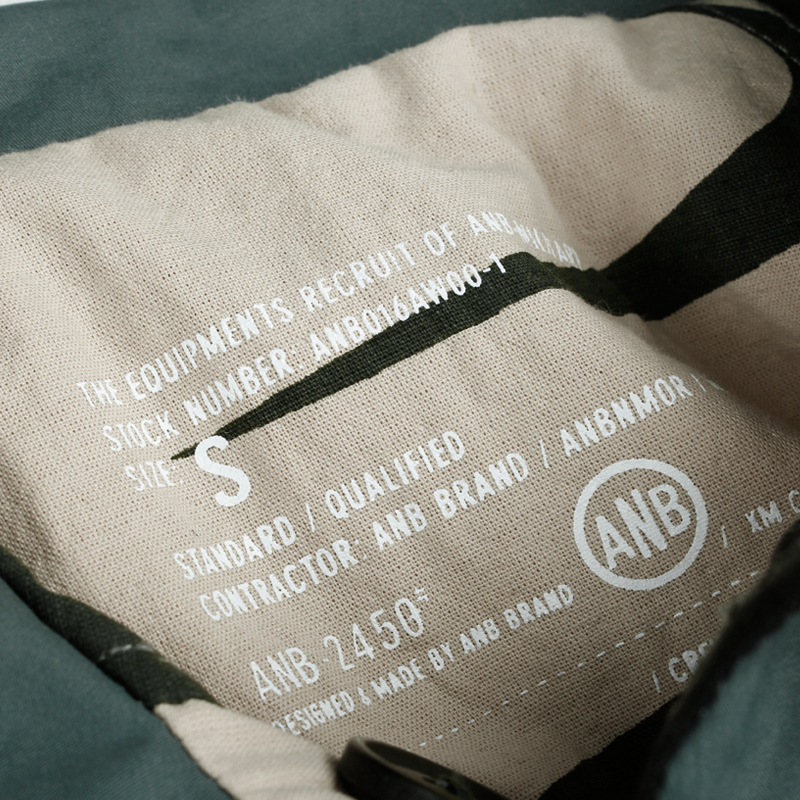 THE EQUIPMENTS RECRUIT OF ANB-MILITARY
STOCK NUMBER: ANB016AW00-1
SIZE: S
STANDARD / QUALIFIED
CONTRACTOR: ANB BRAND / ANBNMOR /
ANB / XM
ANB-2450#
DESIGNED & MADE BY ANB BRAND
/